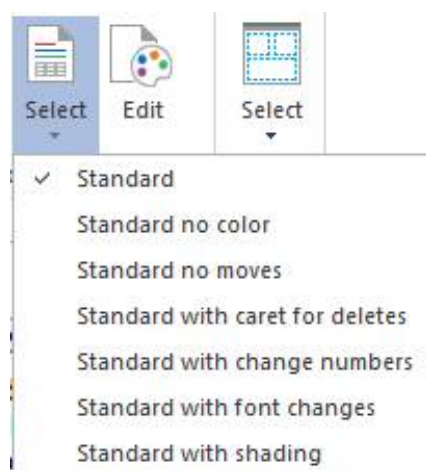 Select Edit Select
Standard
Standard no color
Standard no moves
Standard with caret for deletes
Standard with change numbers
Standard with font changes
Standard with shading